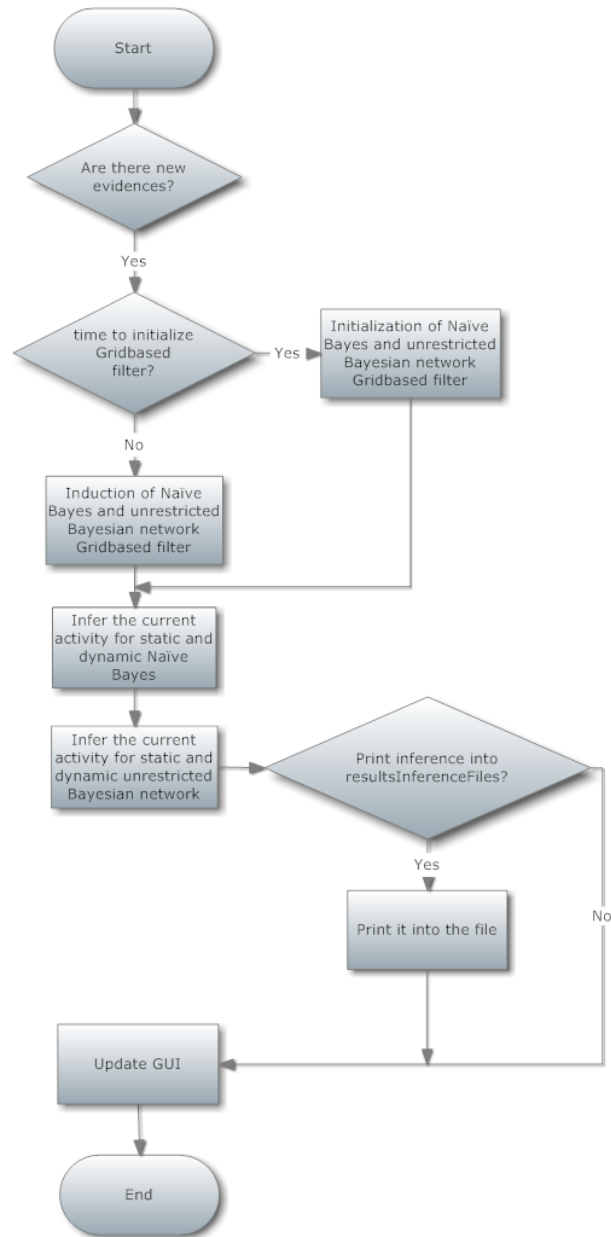 Start
Are there new
evidences?
Yes
time to initialize
Gridbased
filter?
Yes
Initialization of Naïve
Bayes and unrestricted
Bayesian network
Gridbased filter
No
Induction of Naïve
Bayes and unrestricted
Bayesian network
Gridbased filter
Infer the current
activity for static and
dynamic Naïve
Bayes
Infer the current
activity for static and
dynamic unrestricted
Bayesian network
Print inference into
resultsInferenceFiles?
Yes
No
Print it into the file
Update GUI
End